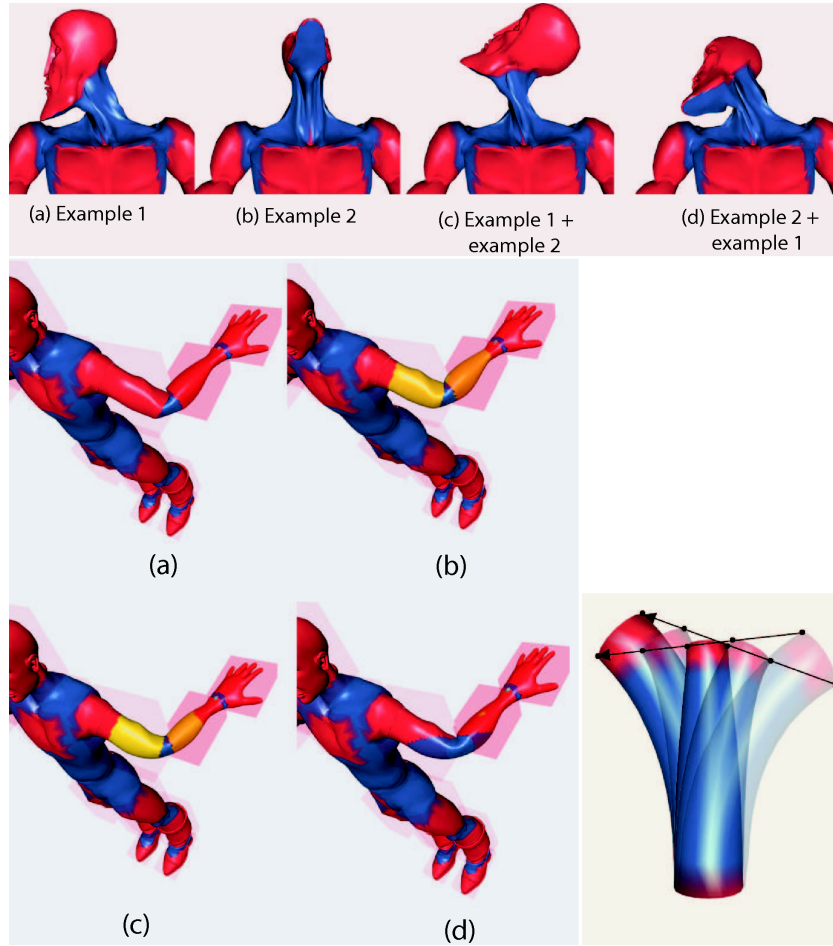 (a) Example 1
(b) Example 2
(c) Example 1 +
example 2
(d) Example 2 +
example 1
(a)
(b)
(c)
(d)